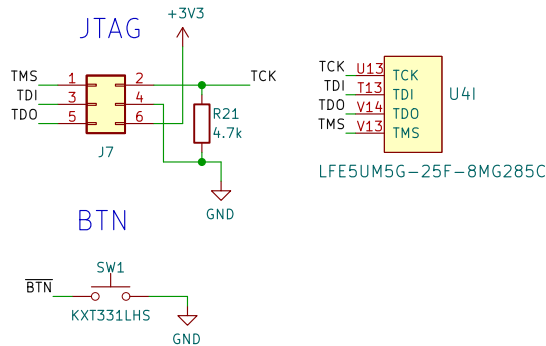 JTAG
+3V3
TMS 1 2 TCK
TDI 3 4
TDO 5 6
R21
4.7k
J7
GND
TCK U13 TCK
TDI T13 TDI
TDO V14 TDO
TMS V13 TMS
U4I
LFE5UM5G-25F-8MG285C
BTN
SW1
BTN
KXT331LHS
GND